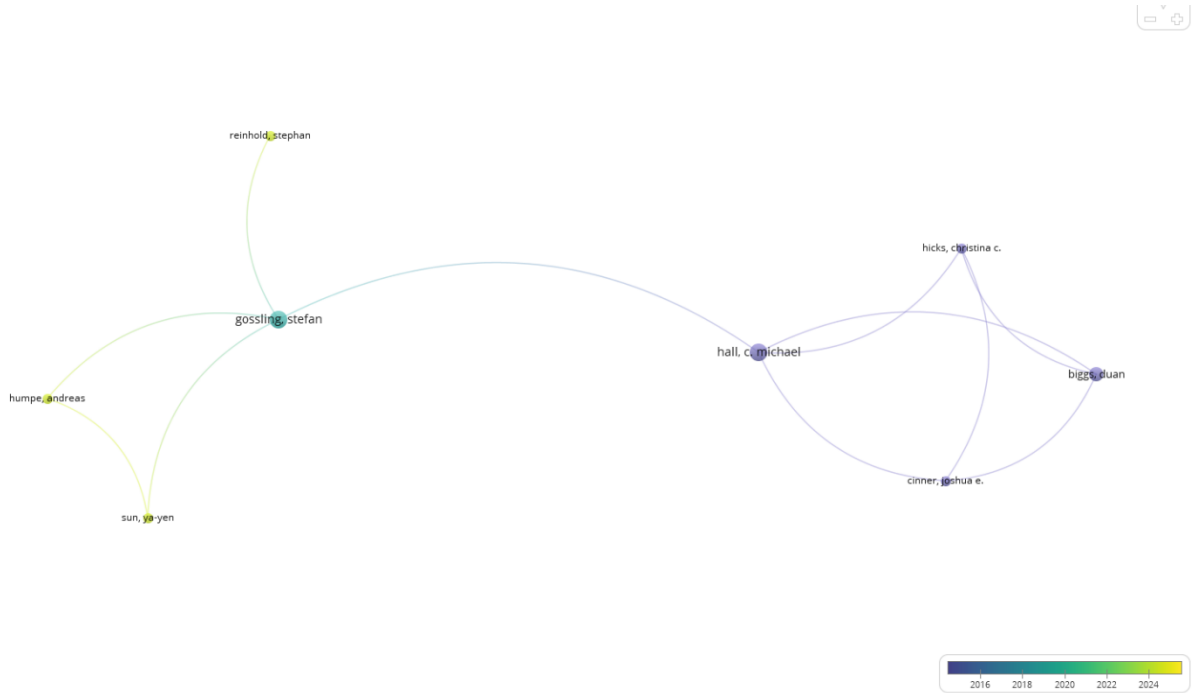 reinhold, stephan
hicks, christina c.
gossling, stefan
hall, c. michael
biggs, duan
humpe, andreas
cinner, joshua e.
sun, ya-yen
2016 2018 2020 2022 2024